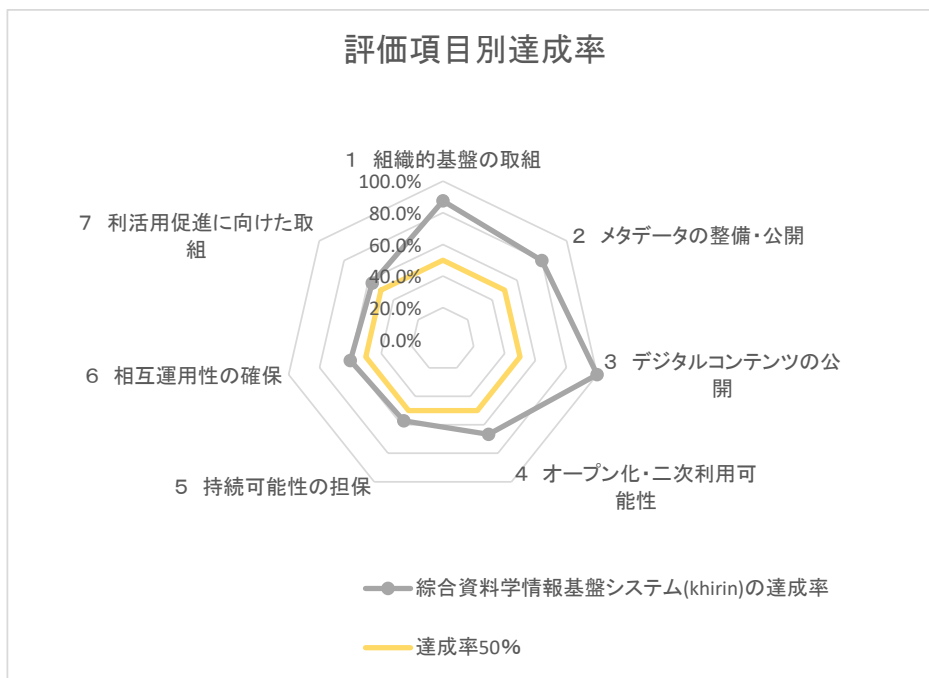 評価項目別達成率
1 組織的基盤の取組
100.0%
80.0%
60.0%
40.0%
20.0%
0.0%
2 メタデータの整備・公開
3 デジタルコンテンツの公
開
4 オープン化・二次利用可
能性
5 持続可能性の担保
6 相互運用性の確保
7 利活用促進に向けた取
組
綜合資料学情報基盤システム(khirin)の達成率
達成率50%